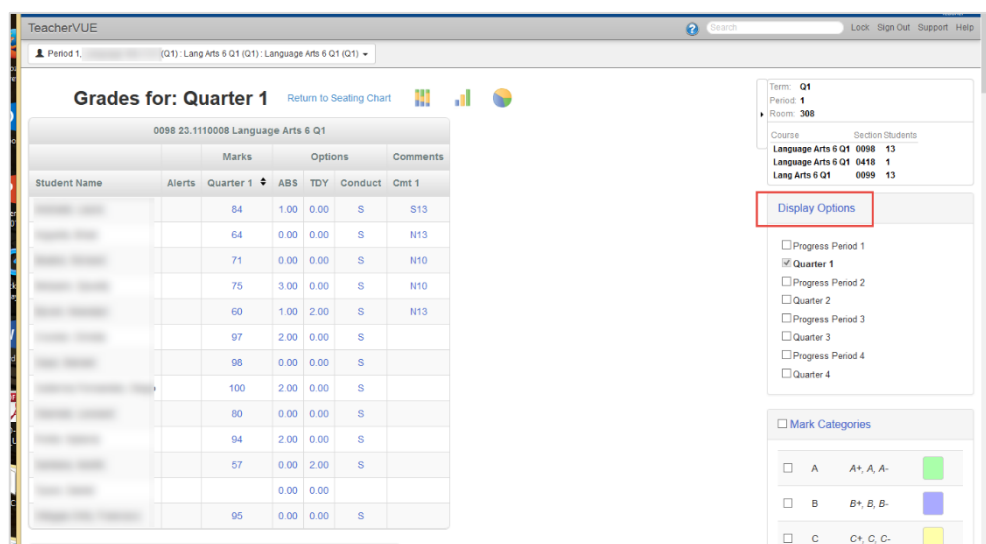 TeacherVUE
Search
Lock Sign Out Support Help
Period 1, (Q1) : Lang Arts 6 Q1 (Q1) : Language Arts 6 Q1 (Q1)
Grades for: Quarter 1 Return to Seating Chart
0098 23.1110008 Language Arts 6 Q1
Marks Options Comments
Student Name Alerts Quarter 1 ABS TDY Conduct Cmt 1
84 1.00 0.00 S S13
64 0.00 0.00 S N13
71 0.00 0.00 S N10
75 3.00 0.00 S N10
60 1.00 2.00 S N13
97 2.00 0.00 S
98 0.00 0.00 S
100 2.00 0.00 S
80 0.00 0.00 S
94 2.00 0.00 S
57 0.00 2.00 S
0.00 0.00
95 0.00 0.00 S
Term: Q1
Period: 1
Room: 308
Course Section Students
Language Arts 6 Q1 0098 13
Language Arts 6 Q1 0418 1
Lang Arts 6 Q1 0099 13
Display Options
Progress Period 1
Quarter 1
Progress Period 2
Quarter 2
Progress Period 3
Quarter 3
Progress Period 4
Quarter 4
Mark Categories
A A+, A, A-
B B+, B, B-
C C+, C, C-